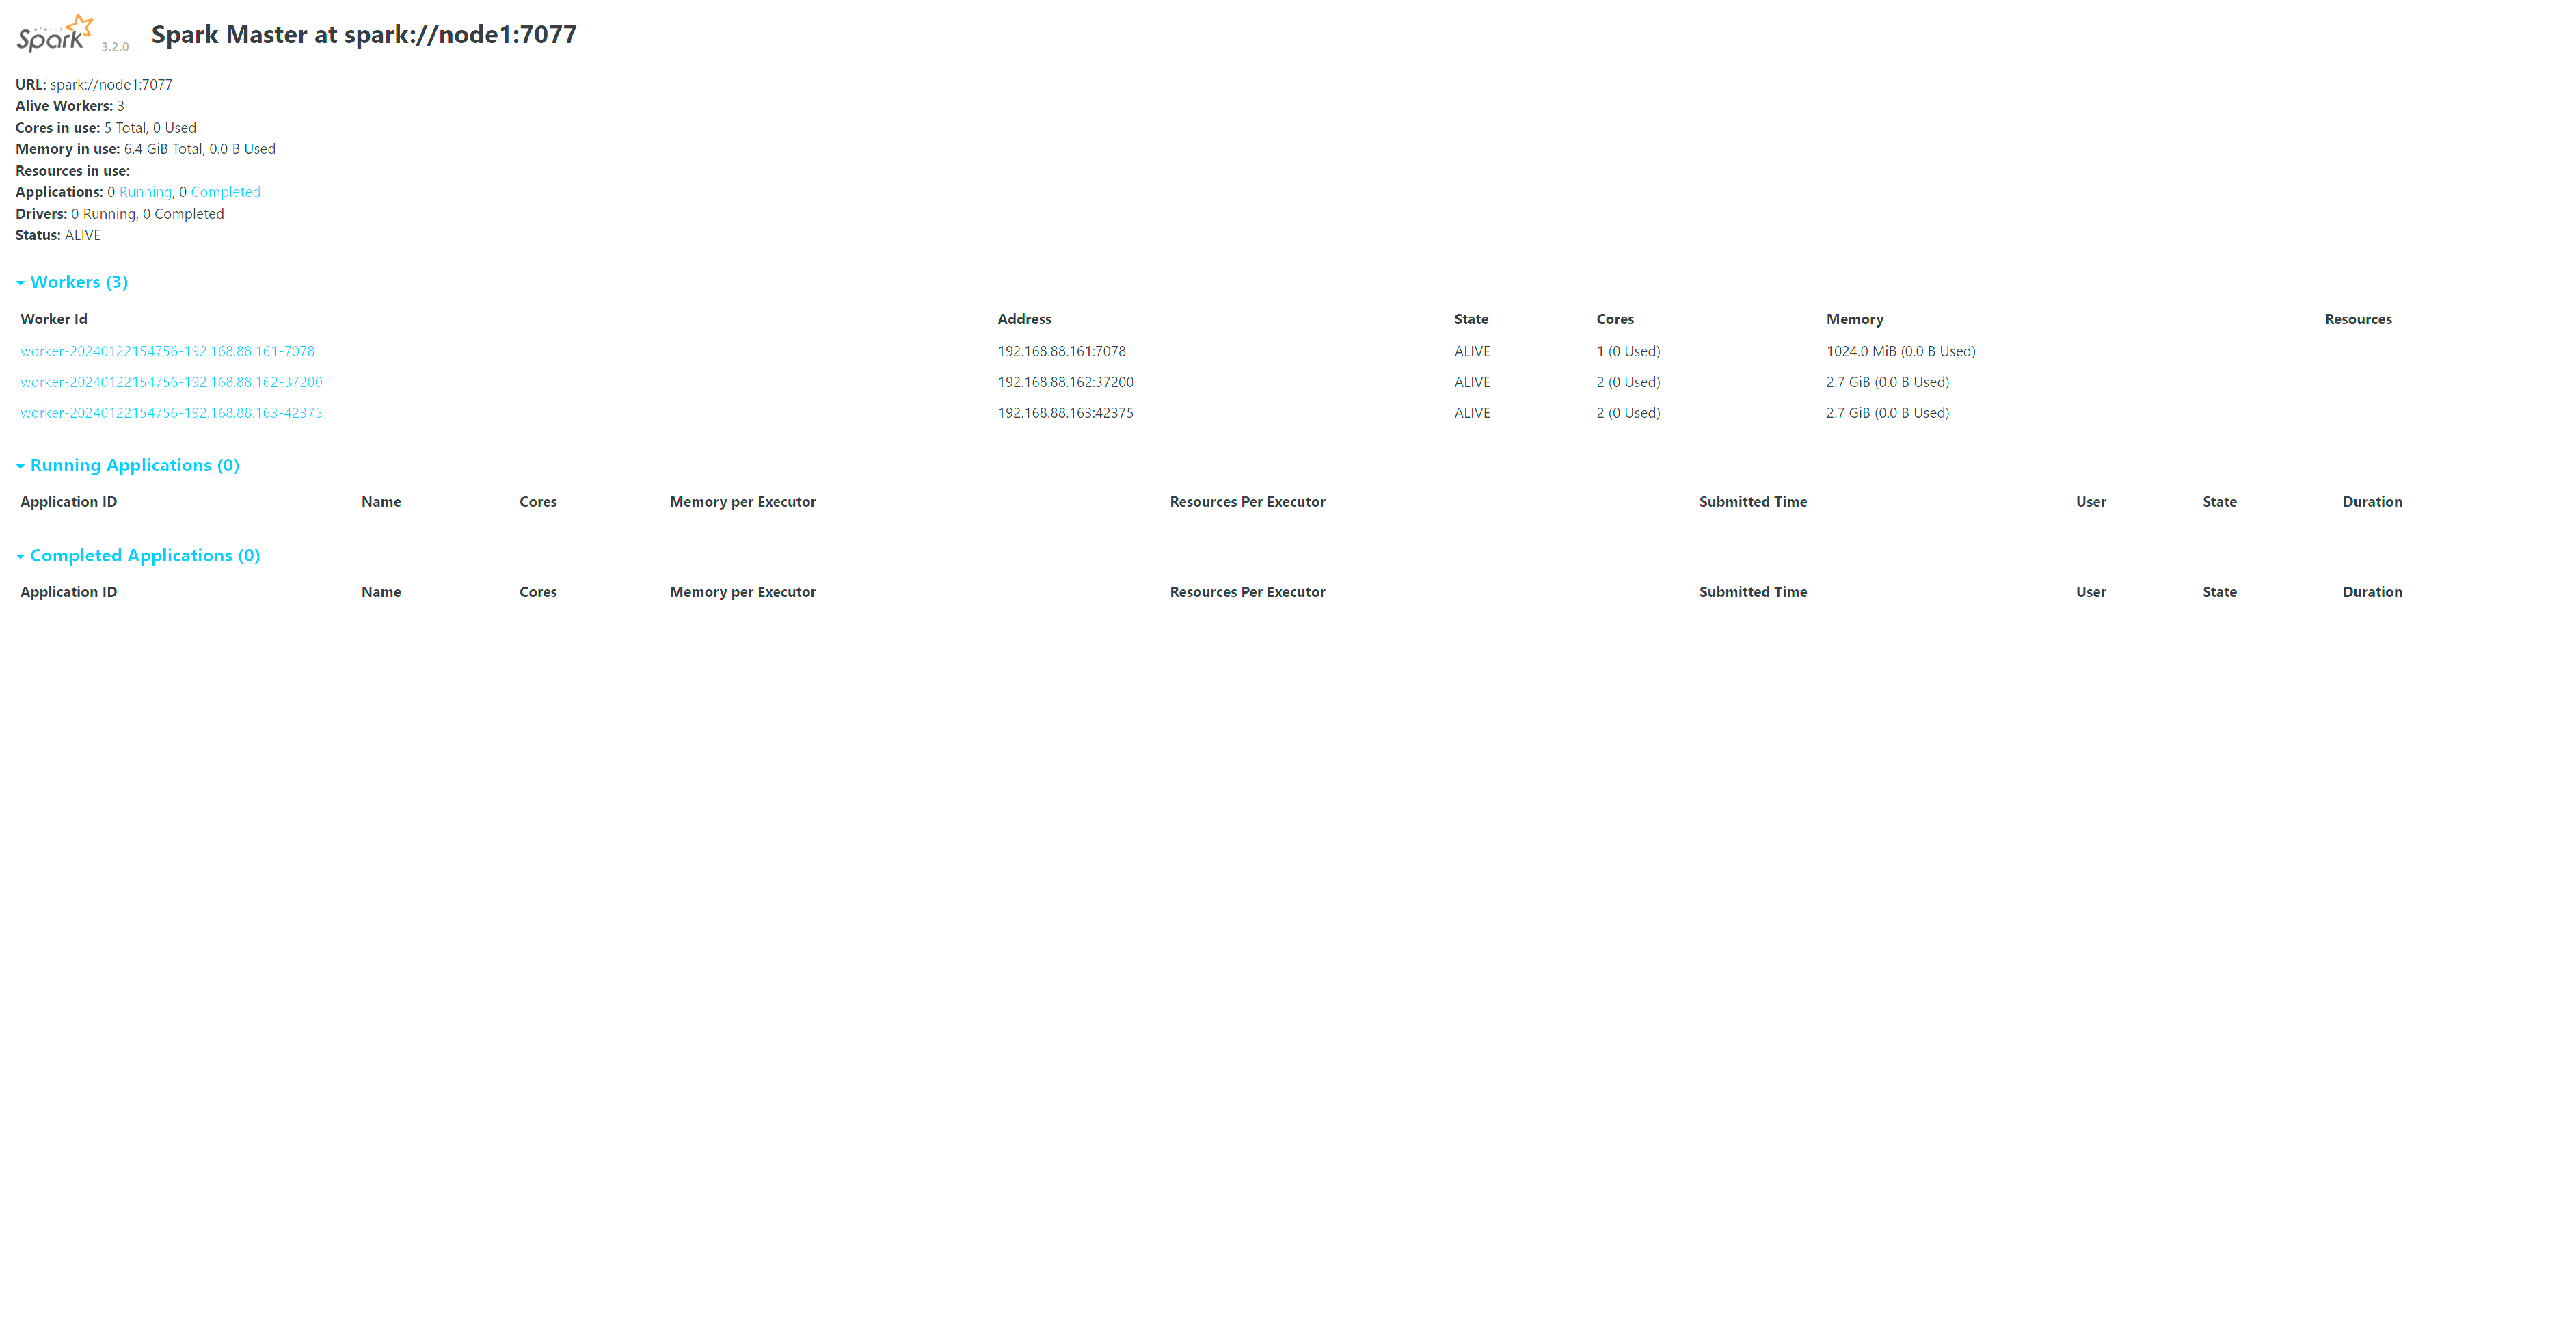 APACHE
Spark 3.2.0 Spark Master at spark://node1:7077
URL: spark://node1:7077
Alive Workers: 3
Cores in use: 5 Total, 0 Used
Memory in use: 6.4 GiB Total, 0.0 B Used
Resources in use:
Applications: 0 Running, 0 Completed
Drivers: 0 Running, 0 Completed
Status: ALIVE
Workers (3)
Worker Id Address State Cores Memory Resources
worker-20240122154756-192.168.88.161-7078 192.168.88.161:7078 ALIVE 1 (0 Used) 1024.0 MiB (0.0 B Used)
worker-20240122154756-192.168.88.162-37200 192.168.88.162:37200 ALIVE 2 (0 Used) 2.7 GiB (0.0 B Used)
worker-20240122154756-192.168.88.163-42375 192.168.88.163:42375 ALIVE 2 (0 Used) 2.7 GiB (0.0 B Used)
Running Applications (0)
Application ID Name Cores Memory per Executor Resources Per Executor Submitted Time User State Duration
Completed Applications (0)
Application ID Name Cores Memory per Executor Resources Per Executor Submitted Time User State Duration